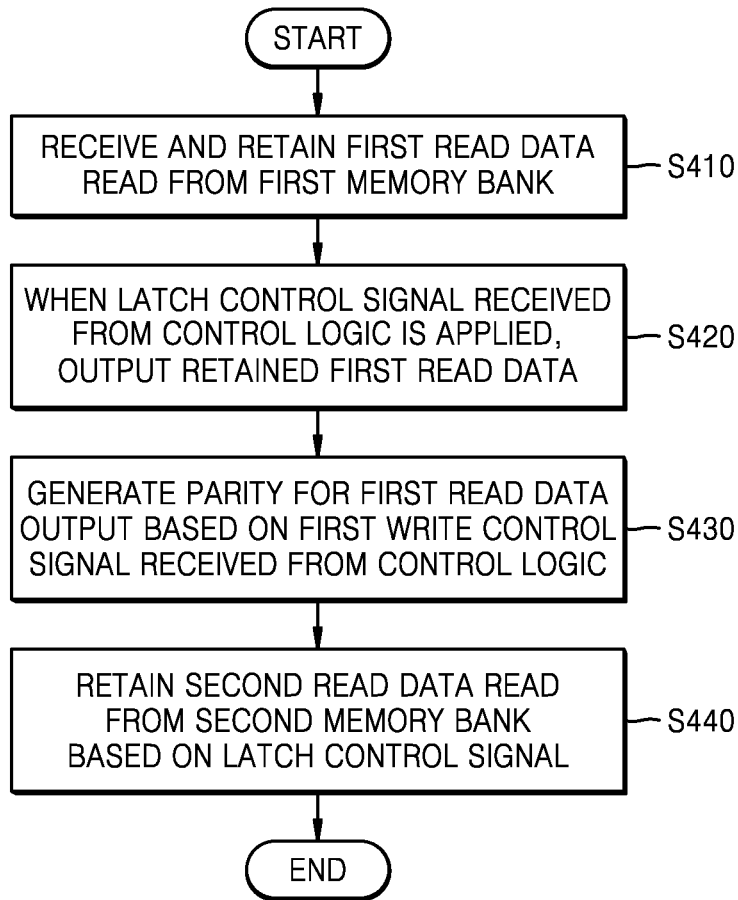 START
RECEIVE AND RETAIN FIRST READ DATA
READ FROM FIRST MEMORY BANK
S410
WHEN LATCH CONTROL SIGNAL RECEIVED
FROM CONTROL LOGIC IS APPLIED,
OUTPUT RETAINED FIRST READ DATA
S420
GENERATE PARITY FOR FIRST READ DATA
OUTPUT BASED ON FIRST WRITE CONTROL
SIGNAL RECEIVED FROM CONTROL LOGIC
S430
RETAIN SECOND READ DATA READ
FROM SECOND MEMORY BANK
BASED ON LATCH CONTROL SIGNAL
S440
END